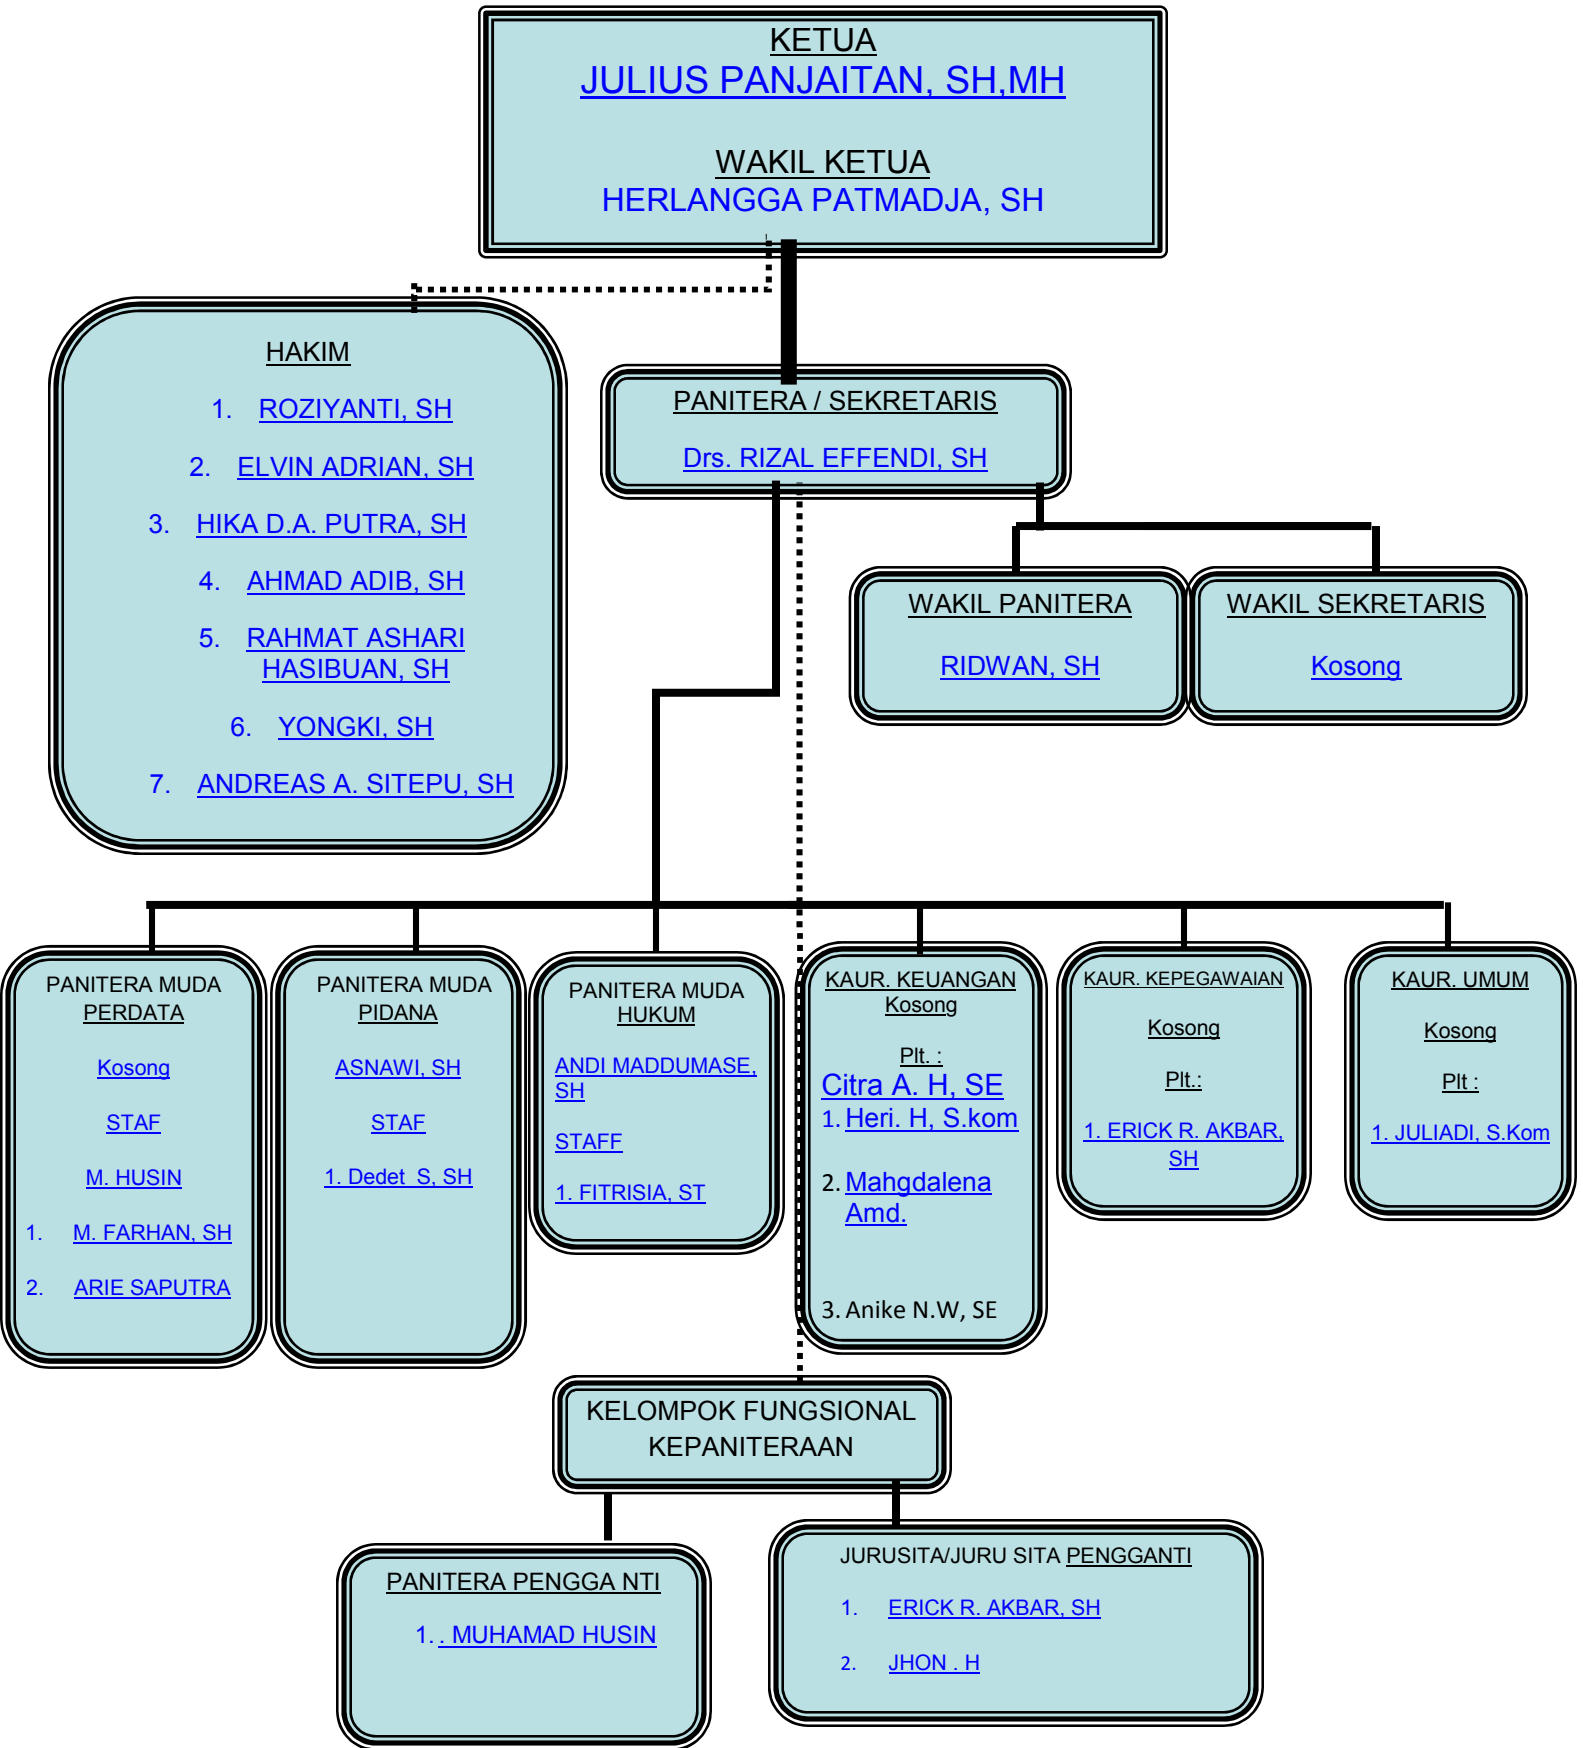 KETUA
JULIUS PANJAITAN, SH,MH
WAKIL KETUA
HERLANGGA PATMADJA, SH
HAKIM
1. ROZIYANTI, SH
2. ELVIN ADRIAN, SH
3. HIKA D.A. PUTRA, SH
4. AHMAD ADIB, SH
5. RAHMAT ASHARI
HASIBUAN, SH
6. YONGKI, SH
7. ANDREAS A. SITEPU, SH
PANITERA / SEKRETARIS
Drs. RIZAL EFFENDI, SH
WAKIL PANITERA
RIDWAN, SH
WAKIL SEKRETARIS
Kosong
PANITERA MUDA
PERDATA
Kosong
STAF
M. HUSIN
1. M. FARHAN, SH
2. ARIE SAPUTRA
PANITERA MUDA
PIDANA
ASNAWI, SH
STAF
1. Dedet S, SH
PANITERA MUDA
HUKUM
ANDI MADDUMASE,
SH
STAFF
1. FITRISIA, ST
KAUR. KEUANGAN
Kosong
Plt. :
Citra A. H, SE
1. Heri. H, S.kom
2. Mahgdalena
Amd.
3. Anike N.W, SE
KAUR. KEPEGAWAIAN
Kosong
Plt.:
1. ERICK R. AKBAR,
SH
KAUR. UMUM
Kosong
Plt :
1. JULIADI, S.Kom
KELOMPOK FUNGSIONAL
KEPANITERAAN
PANITERA PENGGA NTI
1. . MUHAMAD HUSIN
JURUSITA/JURU SITA PENGGANTI
1. ERICK R. AKBAR, SH
2. JHON . H